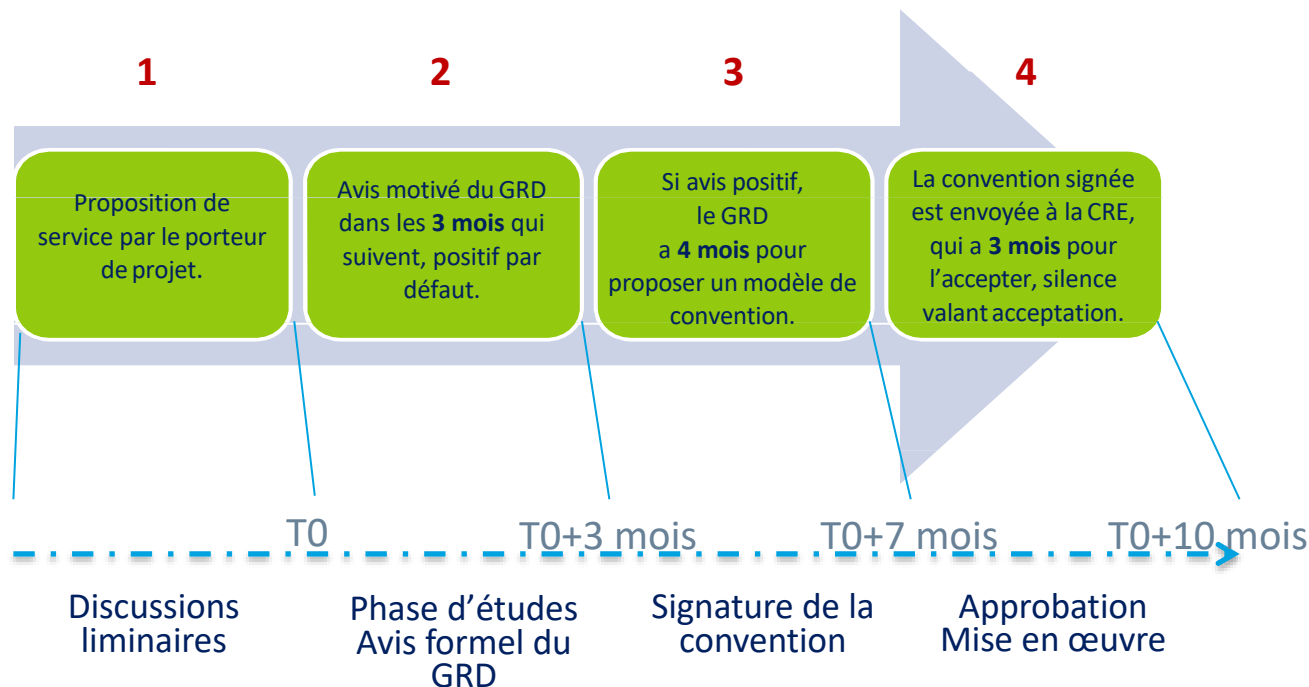 1
2
3
4
Proposition de
service par le porteur
de projet.
Avis motivé du GRD
dans les 3 mois qui
suivent, positif par
défaut.
Si avis positif,
le GRD
a 4 mois pour
proposer un modèle de
convention.
La convention signée
est envoyée à la CRE,
qui a 3 mois pour
l’accepter, silence
valant acceptation.
T0
T0+3 mois
T0+7 mois
T0+10 mois
Discussions
liminaires
Phase d’études
Avis formel du
GRD
Signature de la
convention
Approbation
Mise en œuvre